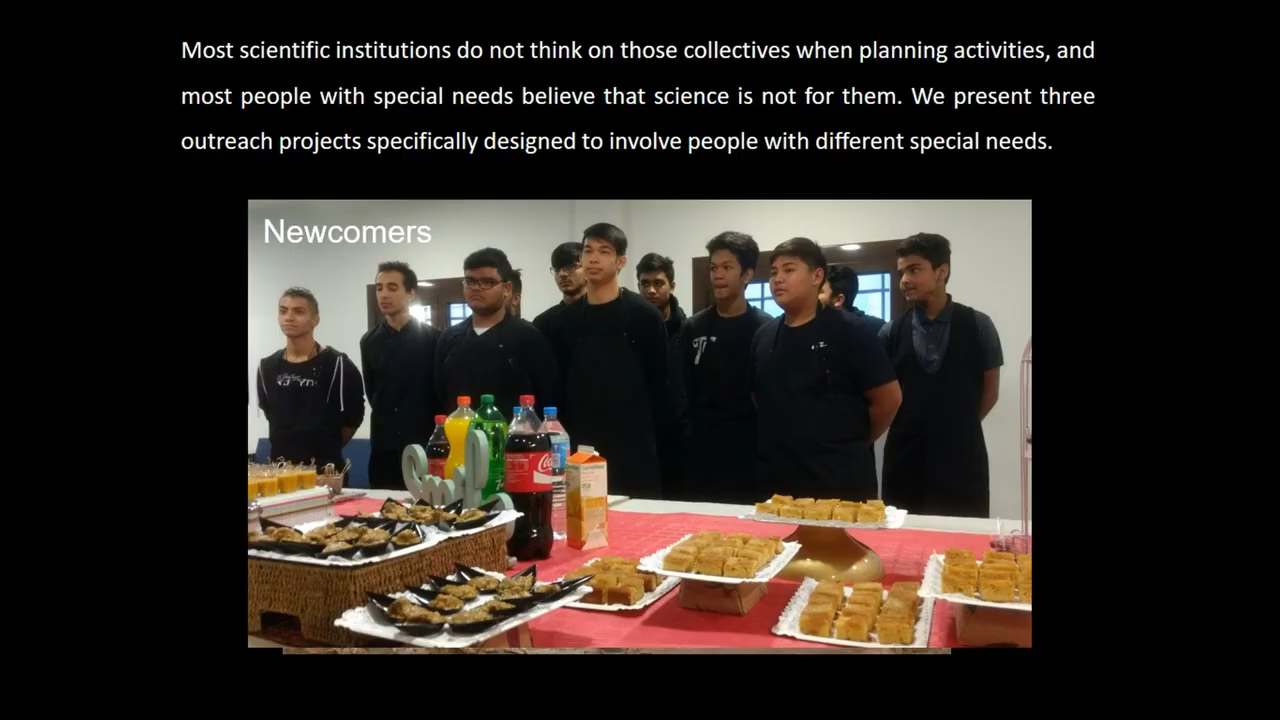 Most scientific institutions do not think on those collectives when planning activities, and
most people with special needs believe that science is not for them. We present three
outreach projects specifically designed to involve people with different special needs.
Newcomers